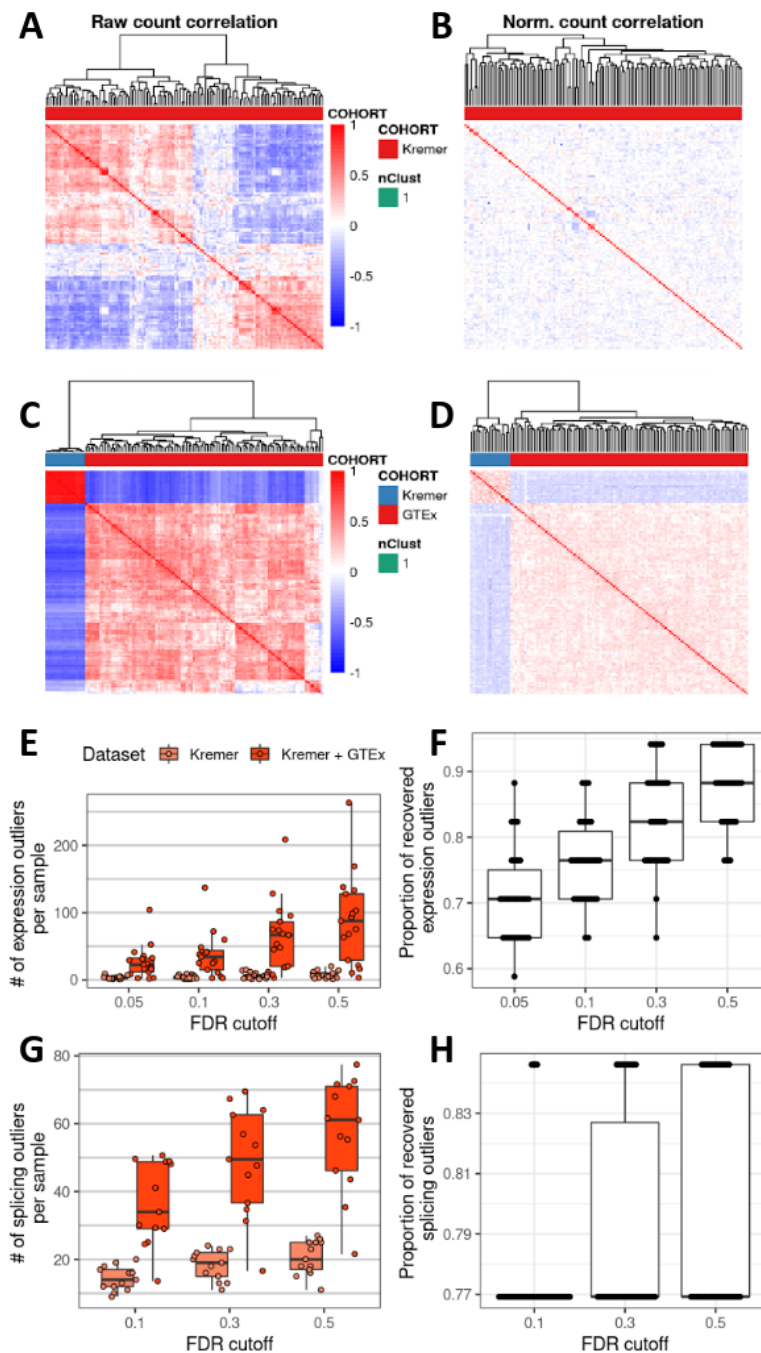 A
Raw count correlation
B
Norm. count correlation
COHORT
1
0.5
0
-0.5
-1
COHORT
Kremer
nClust
1
C
D
COHORT
1
0.5
0
-0.5
-1
COHORT
Kremer
GTEx
nClust
1
E
Dataset Kremer Kremer + GTEx
# of expression outliers
per sample
200
100
0
0.05 0.1 0.3 0.5
FDR cutoff
F
Proportion of recovered
expression outliers
0.9
0.8
0.7
0.6
0.05 0.1 0.3 0.5
FDR cutoff
G
# of splicing outliers
per sample
80
60
40
20
0.1 0.3 0.5
FDR cutoff
H
Proportion of recovered
splicing outliers
0.83
0.81
0.79
0.77
0.1 0.3 0.5
FDR cutoff